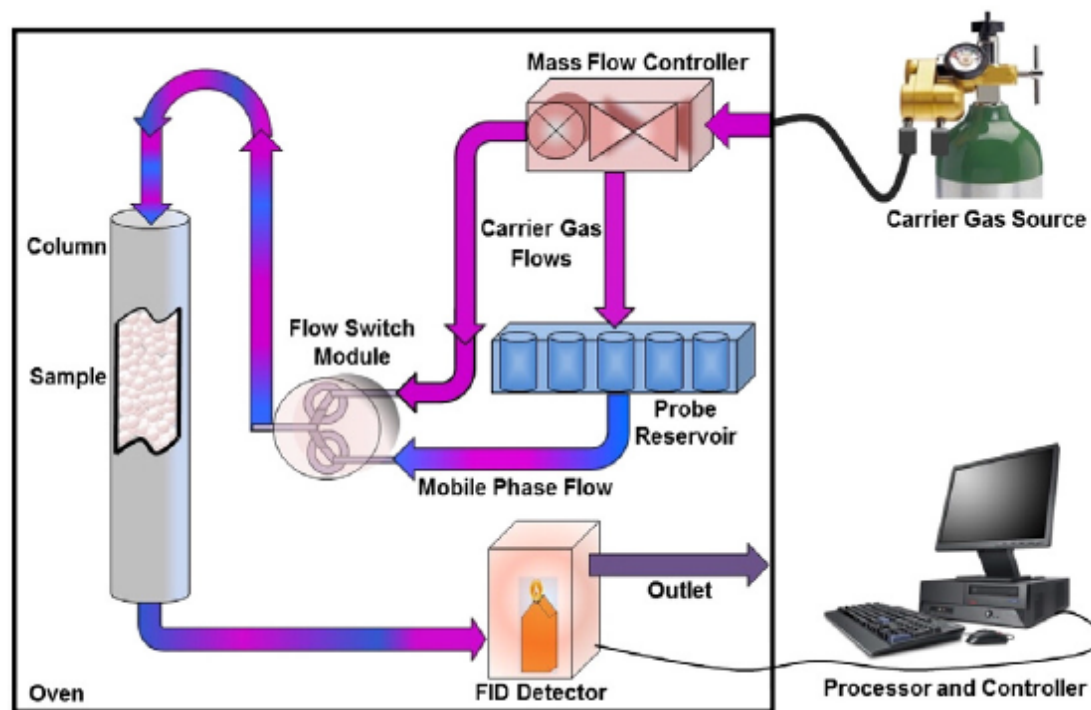 Mass Flow Controller
Carrier Gas Source
Column
Carrier Gas
Flows
Flow Switch
Module
Sample
Probe
Reservoir
Mobile Phase Flow
Outlet
FID Detector
Oven
Processor and Controller